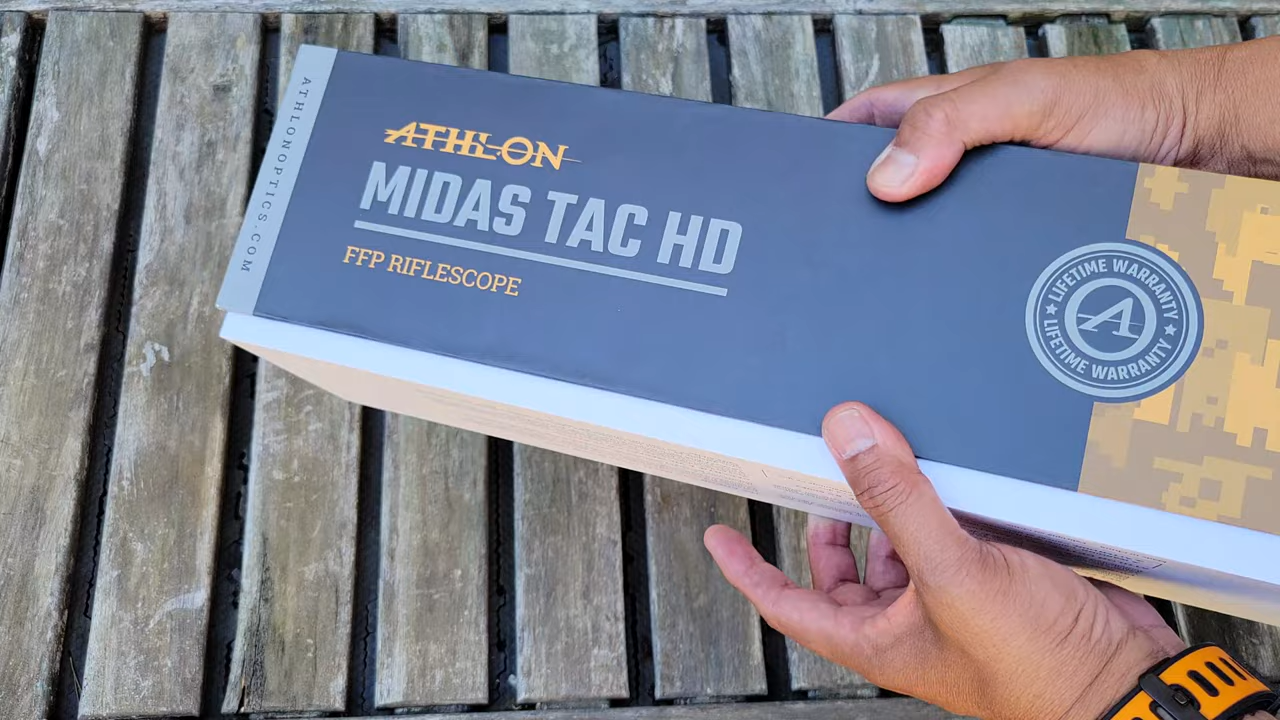 ATHLONOPTICS.COM
ATHLON
MIDAS TAC HD
FFP RIFLESCOPE
LIFETIME WARRANTY
LIFETIME WARRANTY